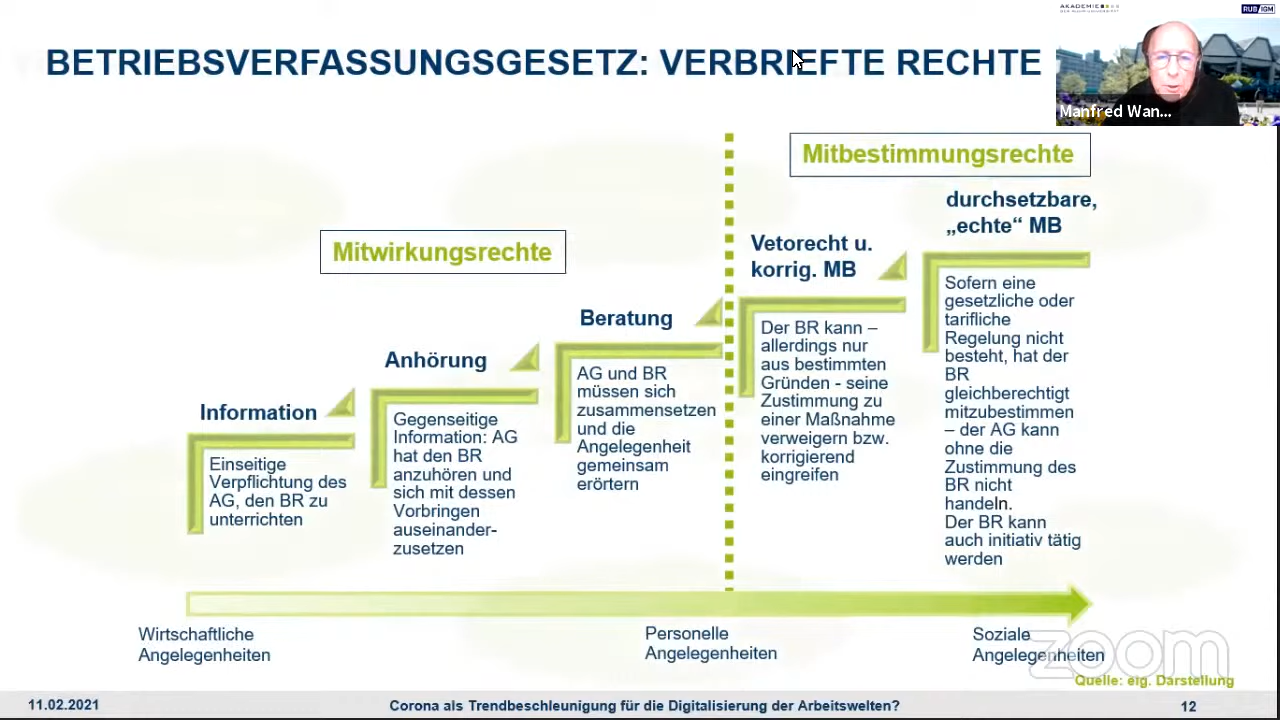 AKADEMIE
RUB/IGM
BETRIEBSVERFASSUNGSGESETZ: VERBRIEFTE RECHTE
Manfred Wan...
Mitbestimmungsrechte
durchsetzbare,
„echte“ MB
Mitwirkungsrechte
Vetorecht u.
korrig. MB
Beratung
Anhörung
Information
Einseitige
Verpflichtung des
AG, den BR zu
unterrichten
Gegenseitige
Information: AG
hat den BR
anzuhören und
sich mit dessen
Vorbringen
auseinander-
zusetzen
AG und BR
müssen sich
zusammensetzen
und die
Angelegenheit
gemeinsam
erörtern
Der BR kann –
allerdings nur
aus bestimmten
Gründen - seine
Zustimmung zu
einer Maßnahme
verweigern bzw.
korrigierend
eingreifen
Sofern eine
gesetzliche oder
tarifliche
Regelung nicht
besteht, hat der
BR
gleichberechtigt
mitzubestimmen
– der AG kann
ohne die
Zustimmung des
BR nicht
handeln.
Der BR kann
auch initiativ tätig
werden
Wirtschaftliche
Angelegenheiten
Personelle
Angelegenheiten
Soziale
Angelegenheiten
zoom
Quelle: eig. Darstellung
11.02.2021
Corona als Trendbeschleunigung für die Digitalisierung der Arbeitswelten?
12